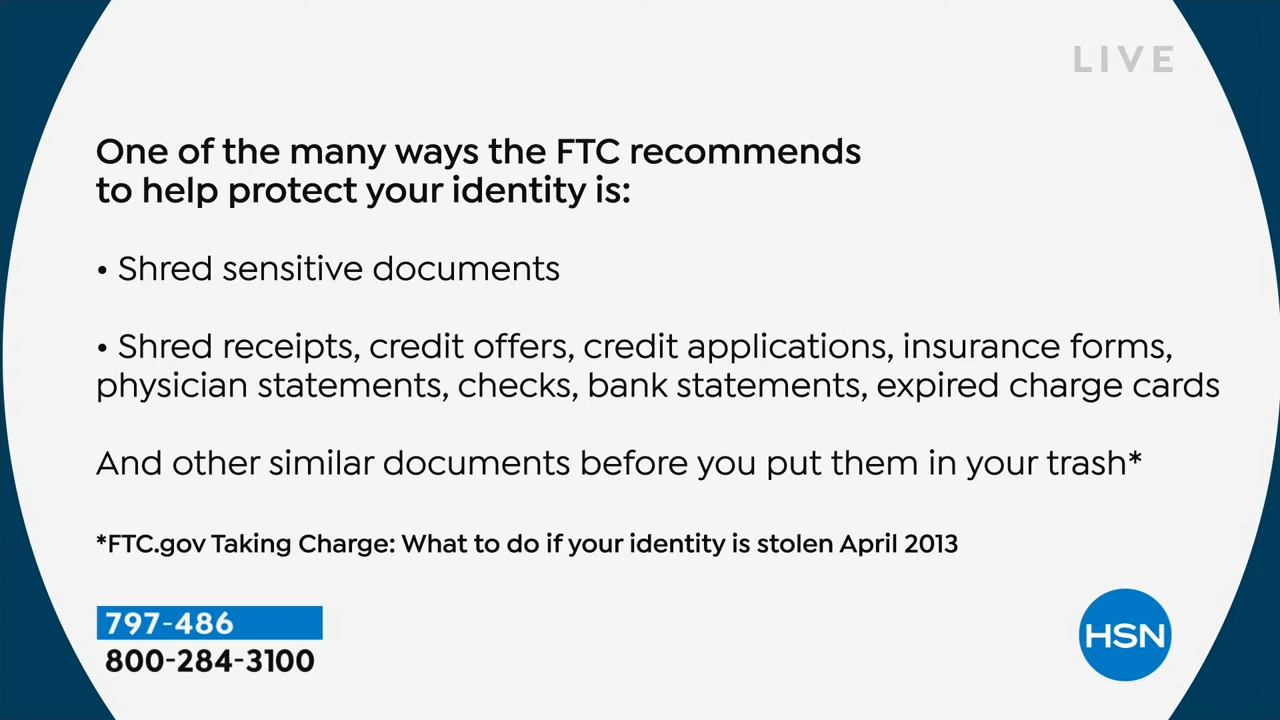 LIVE
One of the many ways the FTC recommends
to help protect your identity is:
• Shred sensitive documents
• Shred receipts, credit offers, credit applications, insurance forms,
physician statements, checks, bank statements, expired charge cards
And other similar documents before you put them in your trash*
*FTC.gov Taking Charge: What to do if your identity is stolen April 2013
797-486
800-284-3100
HSN